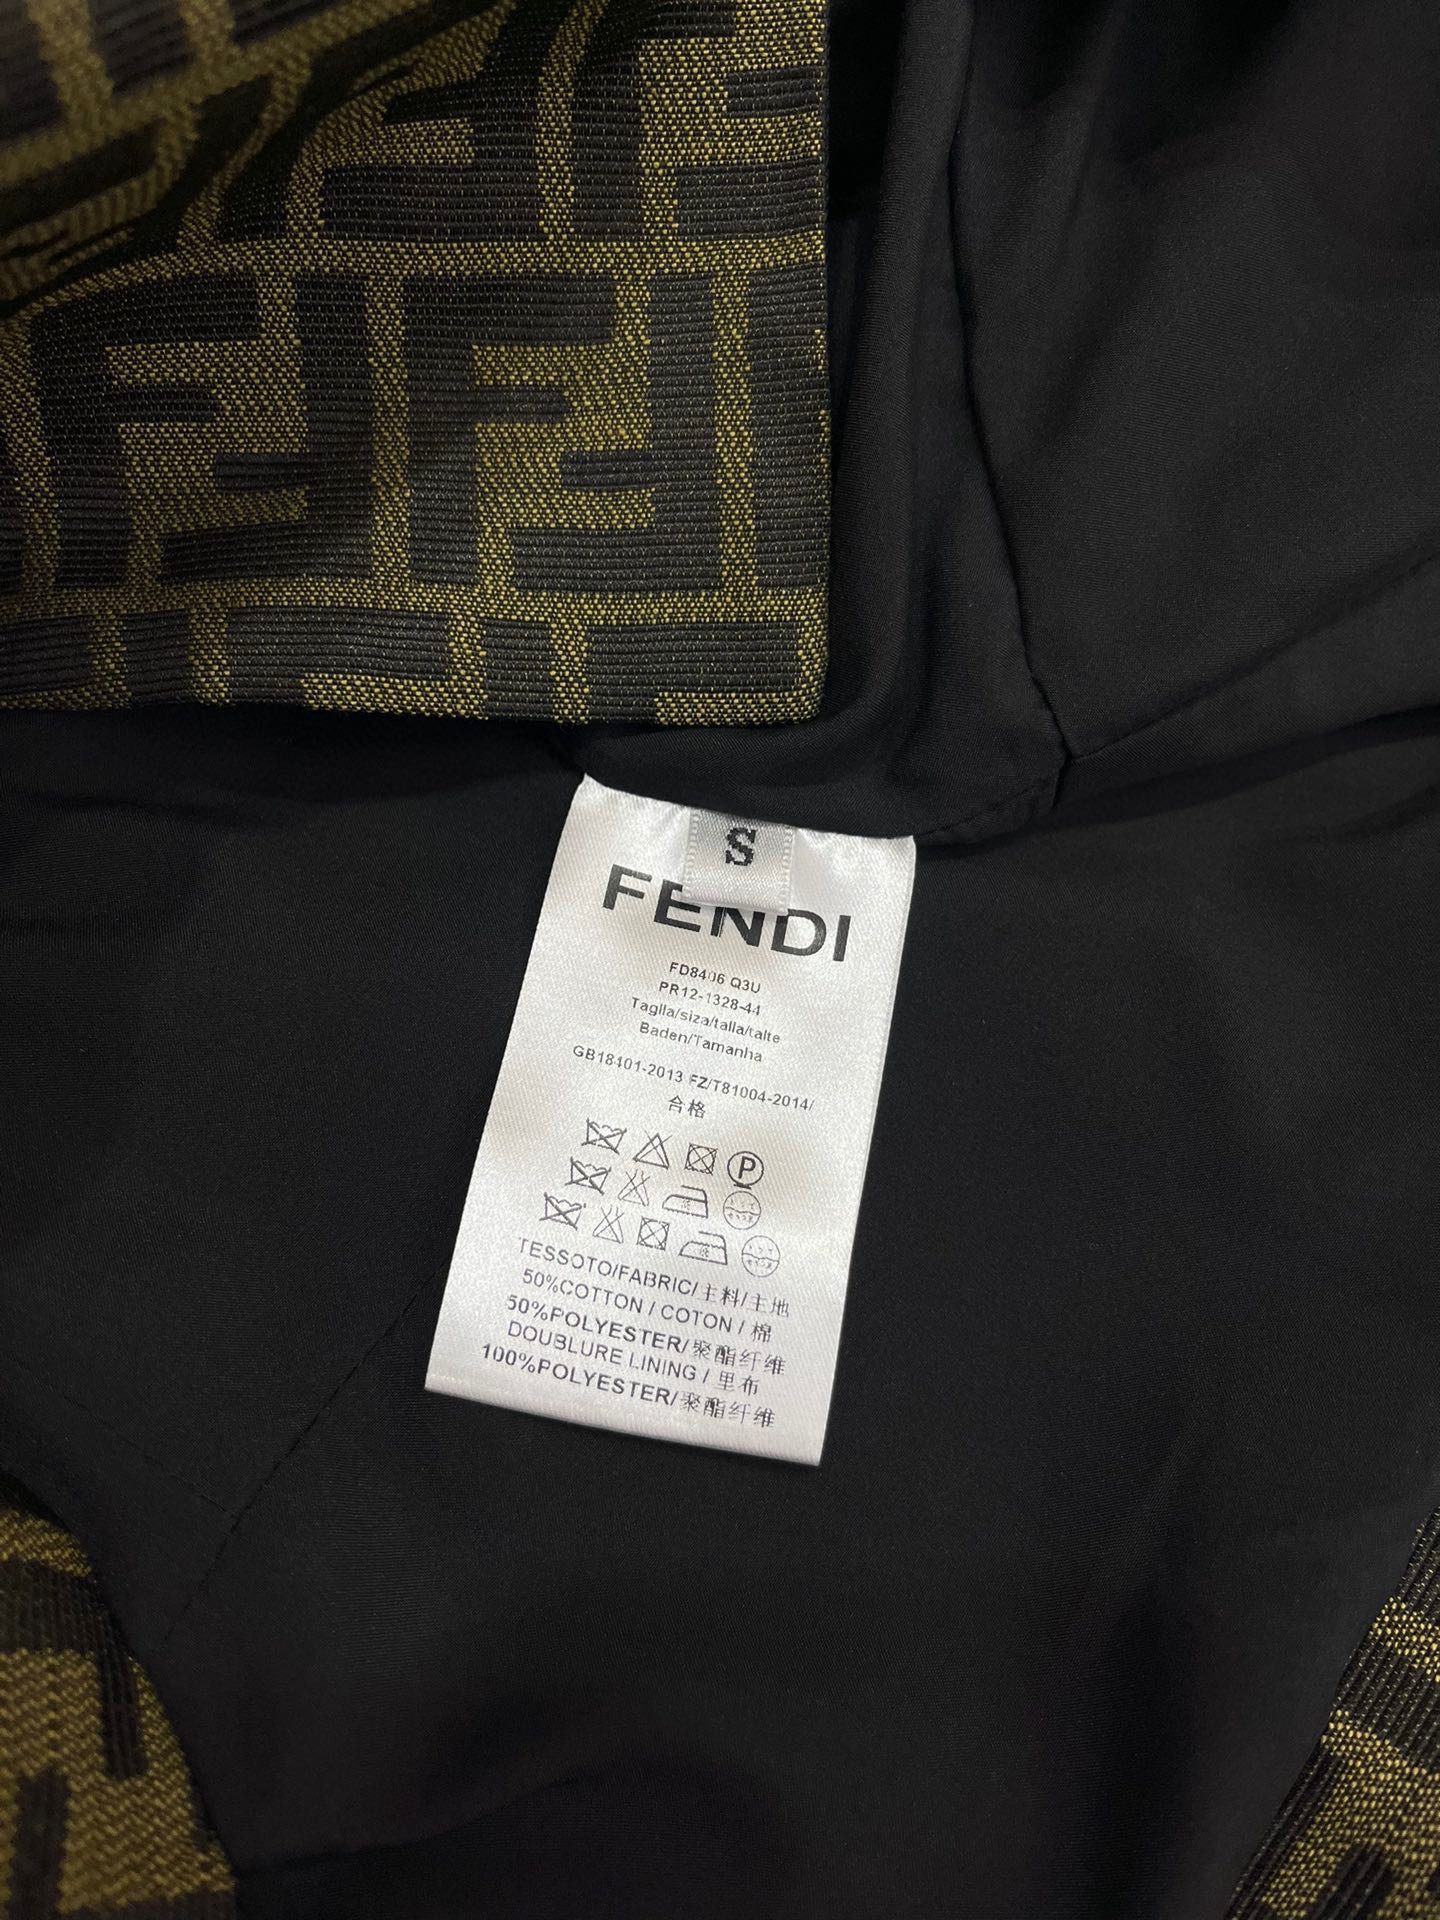 S
FENDI
FD8406 Q3U
PR12-1328-44
Taglla/siza/talla/talte
Baden/Tamanha
GB18401-2013 FZ/T81004-2014/
合格
P
TESSOTO/FABRIC/主料/主地
50%COTTON / COTON / 棉
50%POLYESTER/聚酯纤维
DOUBLURE LINING / 里布
100%POLYESTER/聚酯纤维